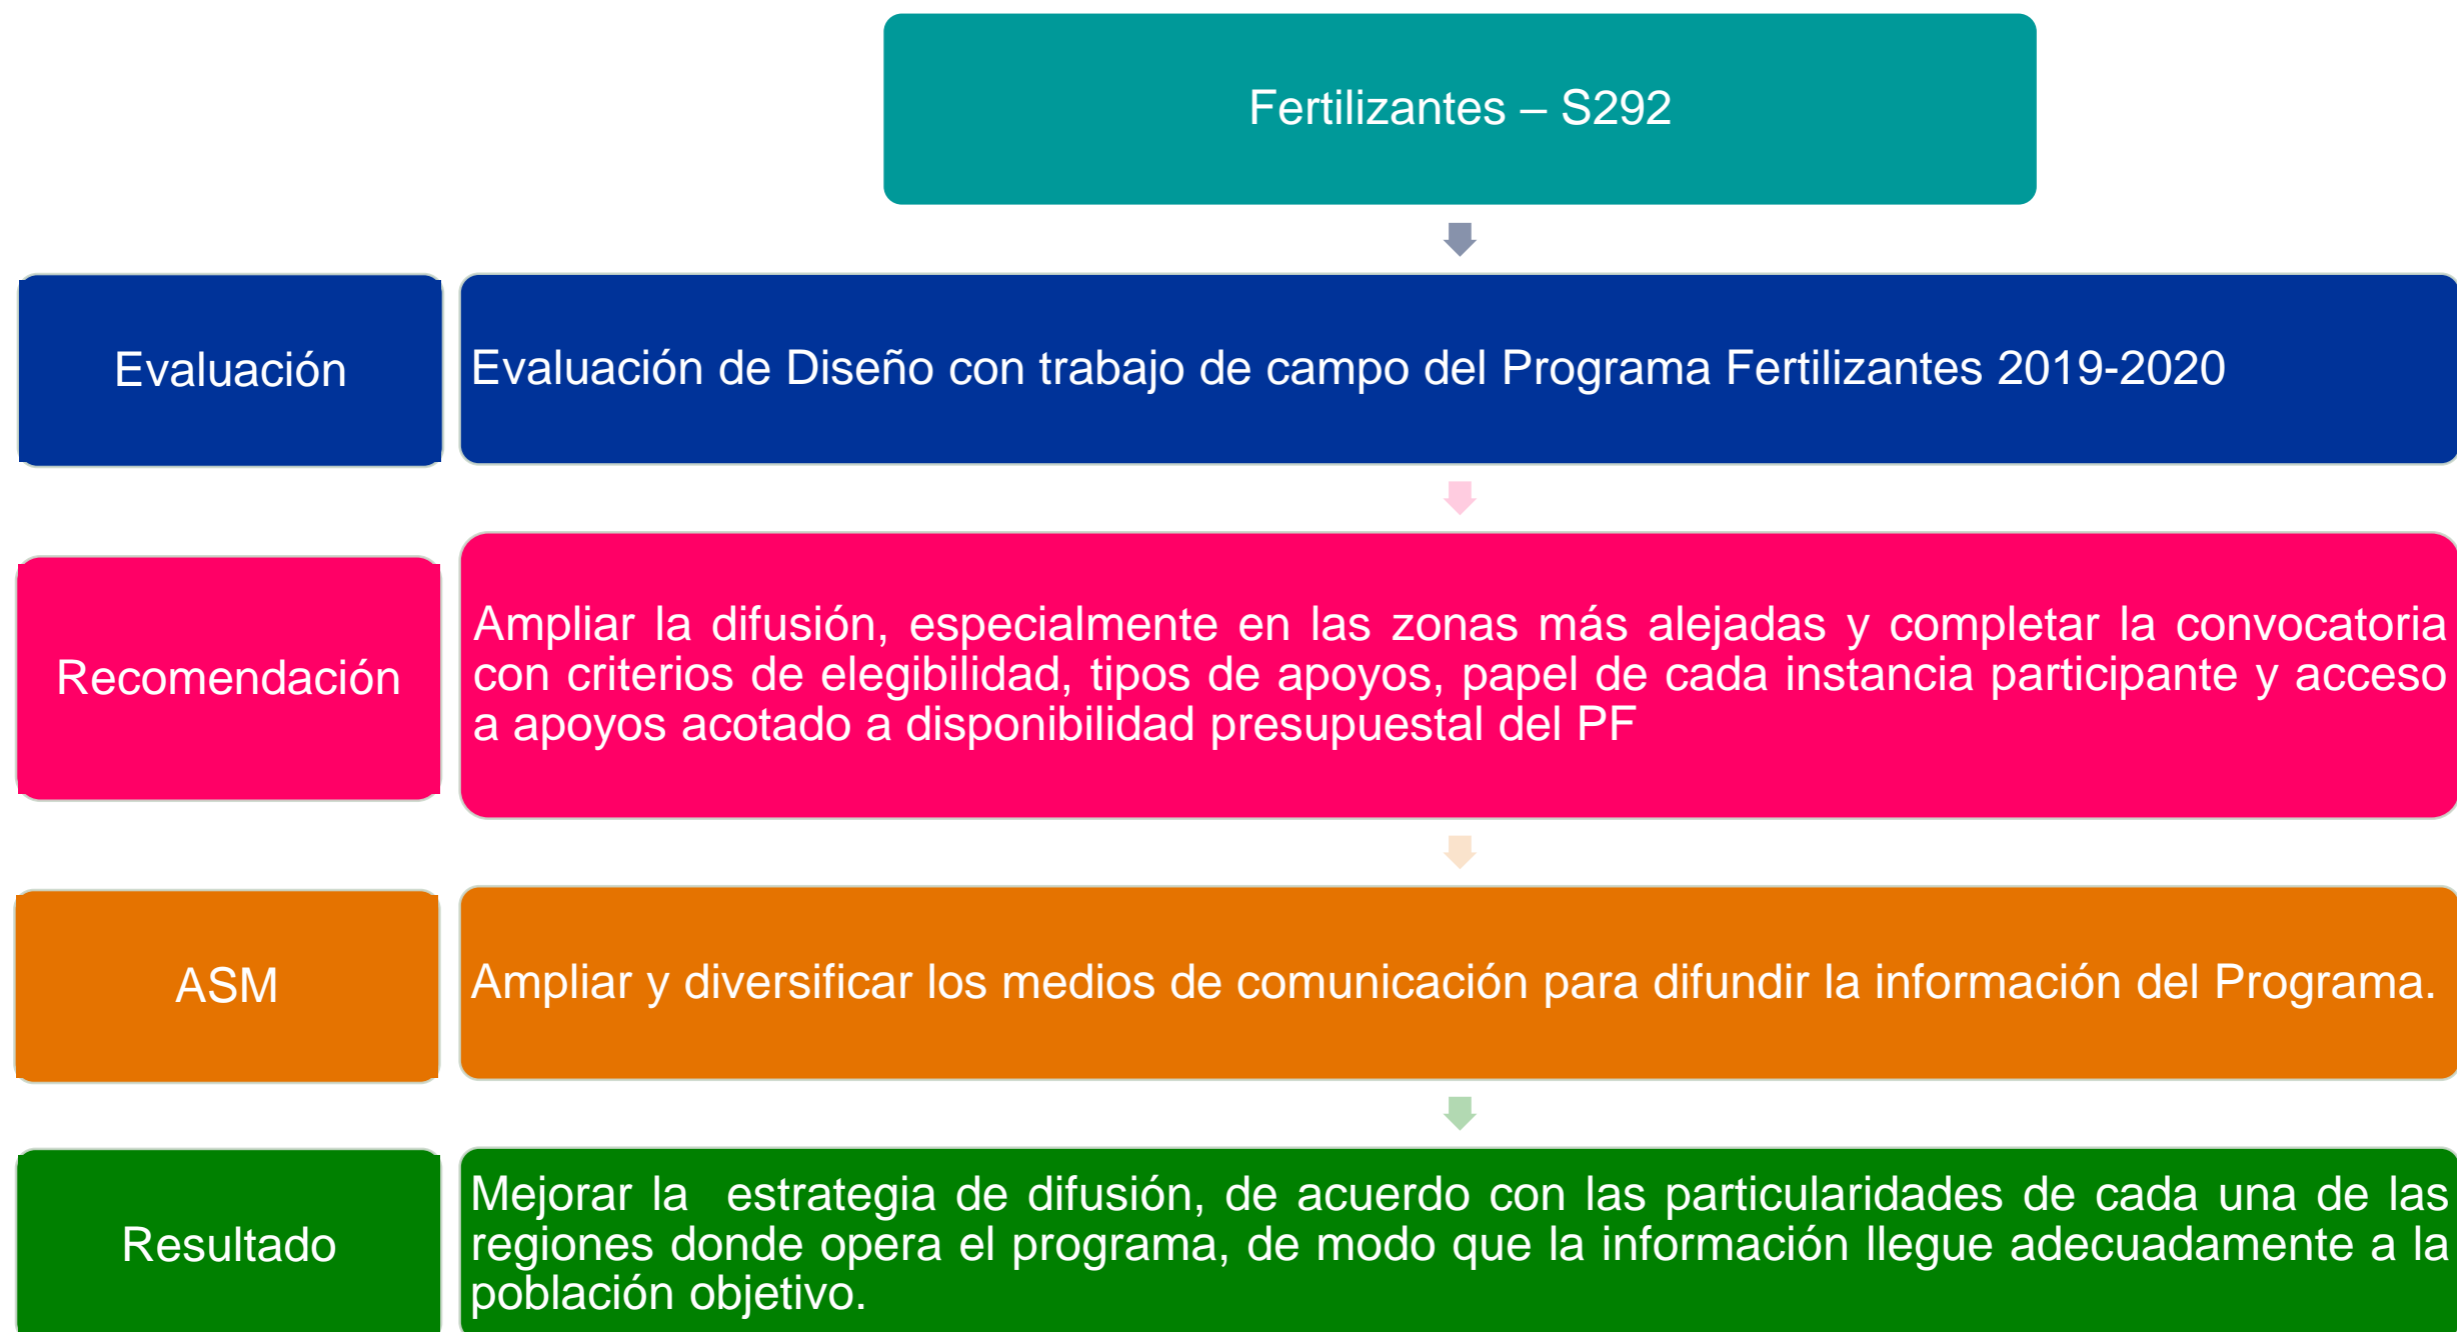 Fertilizantes – S292
Evaluación
Evaluación de Diseño con trabajo de campo del Programa Fertilizantes 2019-2020
Recomendación
Ampliar la difusión, especialmente en las zonas más alejadas y completar la convocatoria
con criterios de elegibilidad, tipos de apoyos, papel de cada instancia participante y acceso
a apoyos acotado a disponibilidad presupuestal del PF
ASM
Ampliar y diversificar los medios de comunicación para difundir la información del Programa.
Resultado
Mejorar la estrategia de difusión, de acuerdo con las particularidades de cada una de las
regiones donde opera el programa, de modo que la información llegue adecuadamente a la
población objetivo.